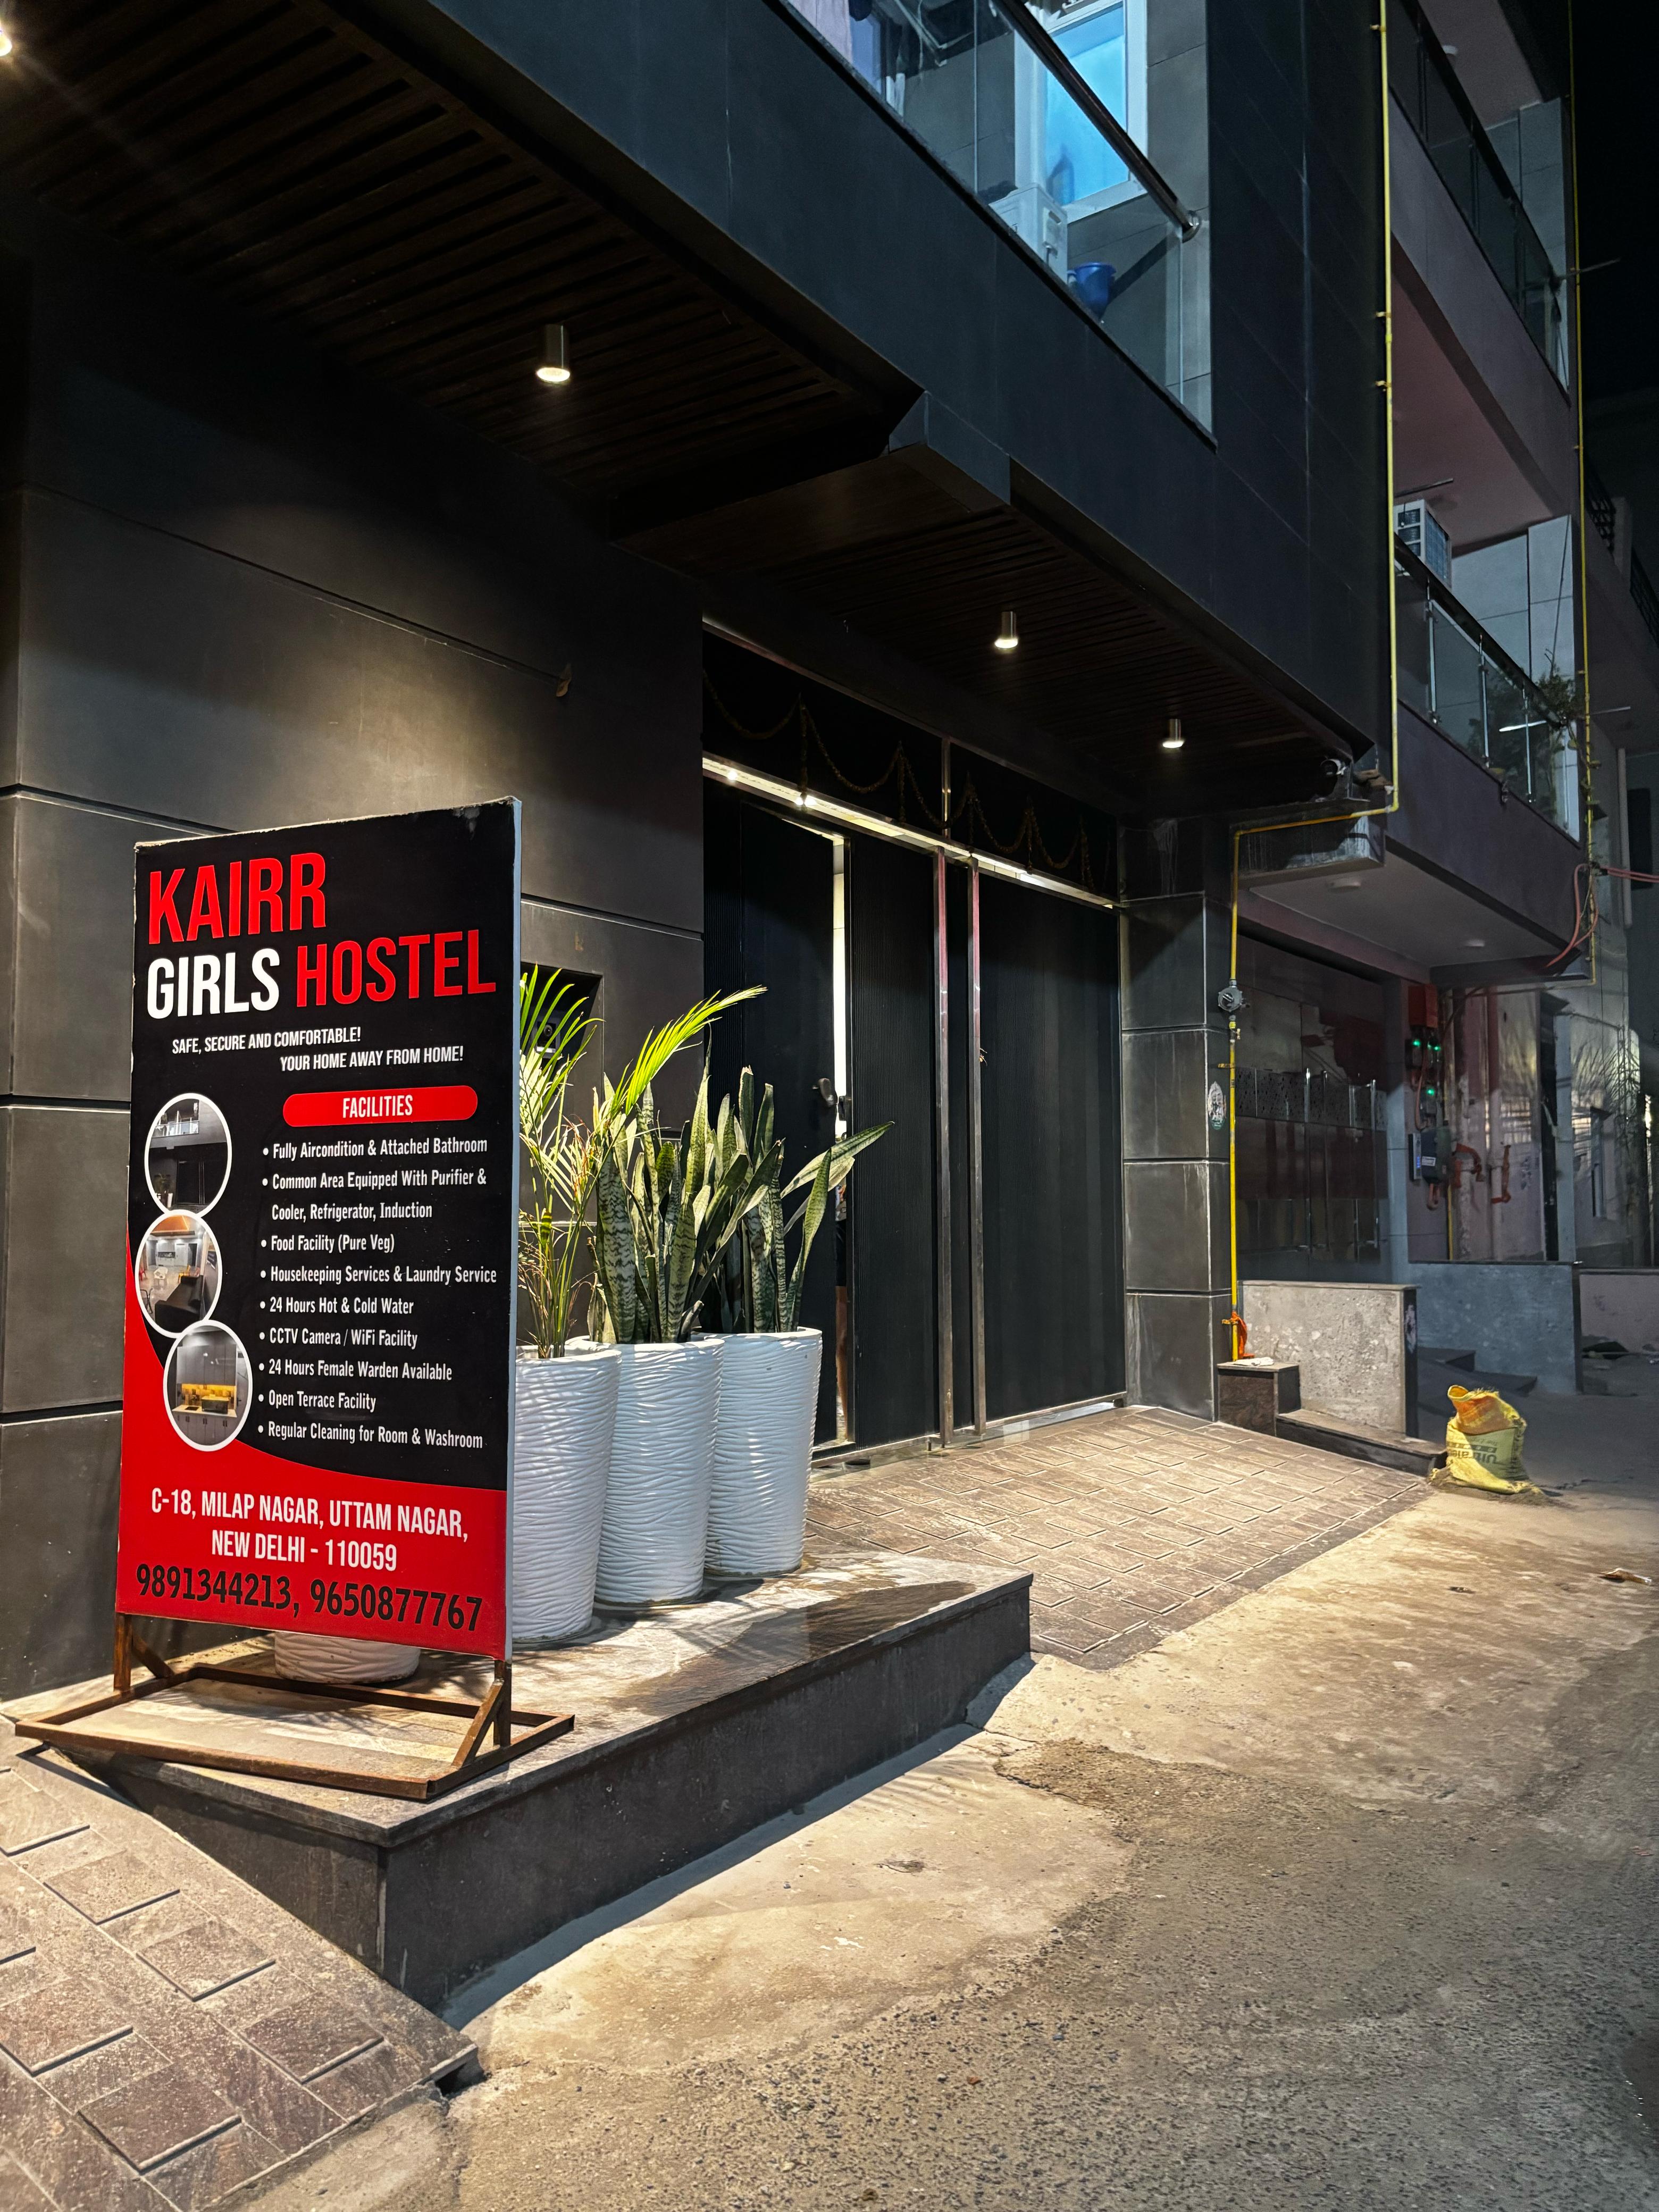 KAIRR
GIRLS HOSTEL
SAFE, SECURE AND COMFORTABLE!
YOUR HOME AWAY FROM HOME!
FACILITIES
• Fully Aircondition & Attached Bathroom
• Common Area Equipped With Purifier &
Cooler, Refrigerator, Induction
• Food Facility (Pure Veg)
• Housekeeping Services & Laundry Service
• 24 Hours Hot & Cold Water
• CCTV Camera / WiFi Facility
• 24 Hours Female Warden Available
• Open Terrace Facility
• Regular Cleaning for Room & Washroom
C-18, MILAP NAGAR, UTTAM NAGAR,
NEW DELHI - 110059
9891344213, 9650877767